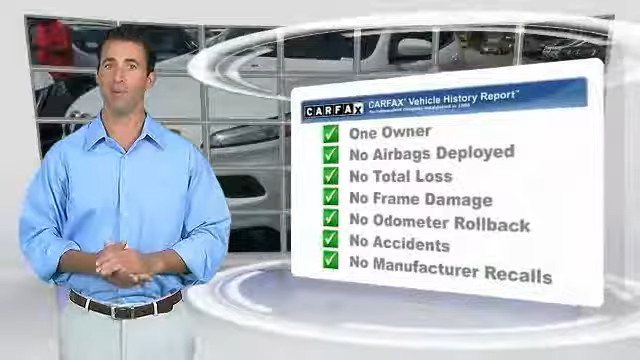 CARFAX CARFAX Vehicle History Report™
One Owner
No Airbags Deployed
No Total Loss
No Frame Damage
No Odometer Rollback
No Accidents
No Manufacturer Recalls